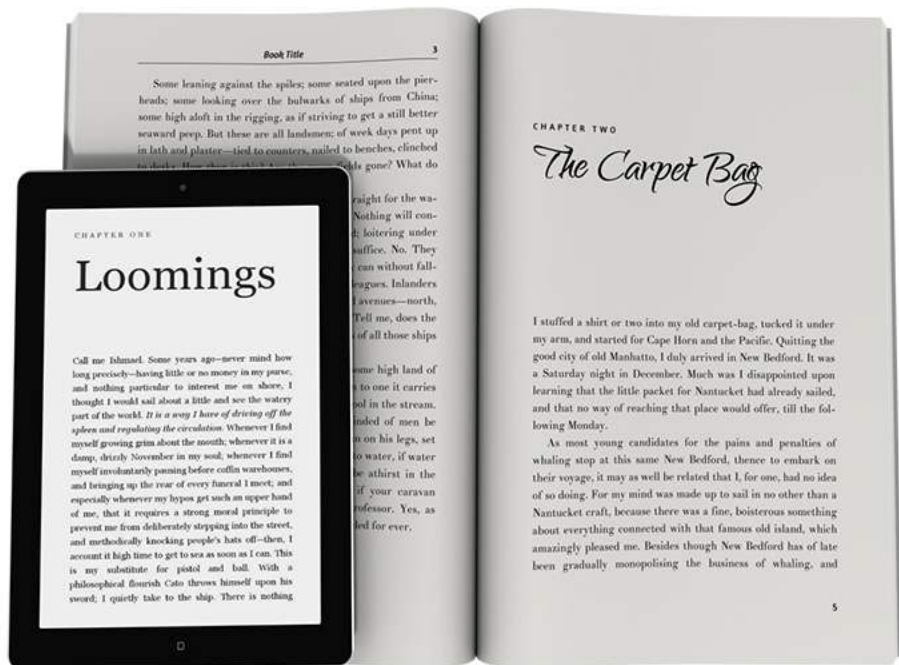 Book Title
3
Some leaning against the spiles; some seated upon the pier-
heads; some looking over the bulwarks of ships from China;
some high aloft in the rigging, as if striving to get a still better
seaward peep. But these are all landsmen; of week days pent up
in lath and plaster—tied to counters, nailed to benches, clinched
gone? What do
raight for the wa-
Nothing will con-
loitering under
suffice. No. They
can without fall-
eagues. Inlanders
avenues—north,
Tell me, does the
of all those ships
ome high land of
to one it carries
ool in the stream.
inded of men be
on his legs, set
to water, if water
be athirst in the
if your caravan
rofessor. Yes, as
ded for ever.
CHAPTER ONE
Loomings
Call me Ishmael. Some years ago—never mind how
long precisely—having little or no money in my purse,
and nothing particular to interest me on shore, I
thought I would sail about a little and see the watery
part of the world. It is a way I have of driving off the
spleen and regulating the circulation. Whenever I find
myself growing grim about the mouth; whenever it is a
damp, drizzly November in my soul; whenever I find
myself involuntarily pausing before coffin warehouses,
and bringing up the rear of every funeral I meet; and
especially whenever my hypos get such an upper hand
of me, that it requires a strong moral principle to
prevent me from deliberately stepping into the street,
and methodically knocking people's hats off—then, I
account it high time to get to sea as soon as I can. This
is my substitute for pistol and ball. With a
philosophical flourish Cato throws himself upon his
sword; I quietly take to the ship. There is nothing
CHAPTER TWO
The Carpet Bag
I stuffed a shirt or two into my old carpet-bag, tucked it under
my arm, and started for Cape Horn and the Pacific. Quitting the
good city of old Manhatto, I duly arrived in New Bedford. It was
a Saturday night in December. Much was I disappointed upon
learning that the little packet for Nantucket had already sailed,
and that no way of reaching that place would offer, till the fol-
lowing Monday.
As most young candidates for the pains and penalties of
whaling stop at this same New Bedford, thence to embark on
their voyage, it may as well be related that I, for one, had no idea
of so doing. For my mind was made up to sail in no other than a
Nantucket craft, because there was a fine, boisterous something
about everything connected with that famous old island, which
amazingly pleased me. Besides though New Bedford has of late
been gradually monopolising the business of whaling, and
5